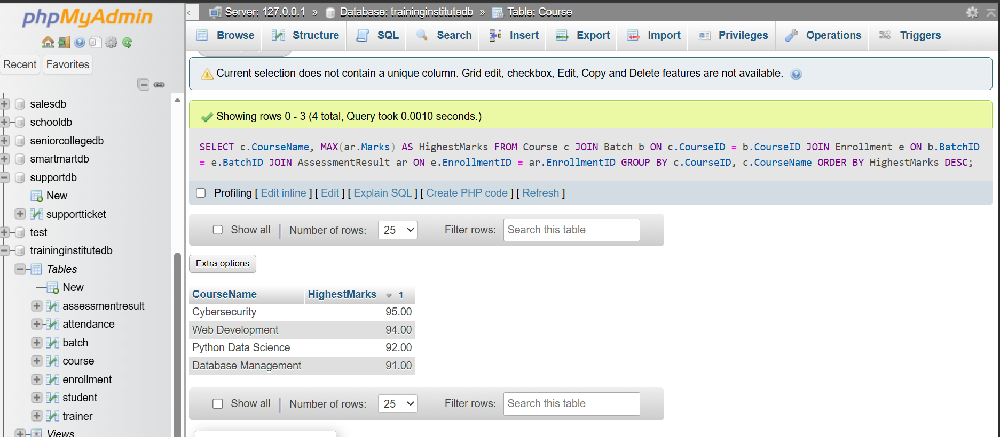 phpMyAdmin
Recent
Favorites
salesdb
schooldb
seniorcollegedb
smartmartdb
supportdb
New
supportticket
test
traininginstitutedb
Tables
New
assessmentresult
attendance
batch
course
enrollment
student
trainer
Views
Server: 127.0.0.1 » Database: traininginstitutedb » Table: Course
Browse Structure SQL Search Insert Export Import Privileges Operations Triggers
Current selection does not contain a unique column. Grid edit, checkbox, Edit, Copy and Delete features are not available.
Showing rows 0 - 3 (4 total, Query took 0.0010 seconds.)
SELECT c.CourseName, MAX(ar.Marks) AS HighestMarks FROM Course c JOIN Batch b ON c.CourseID = b.CourseID JOIN Enrollment e ON b.BatchID
= e.BatchID JOIN AssessmentResult ar ON e.EnrollmentID = ar.EnrollmentID GROUP BY c.CourseID, c.CourseName ORDER BY HighestMarks DESC;
Profiling [ Edit inline ] [ Edit ] [ Explain SQL ] [ Create PHP code ] [ Refresh ]
Show all | Number of rows: 25 Filter rows: Search this table
Extra options
CourseName HighestMarks 1
Cybersecurity 95.00
Web Development 94.00
Python Data Science 92.00
Database Management 91.00
Show all | Number of rows: 25 Filter rows: Search this table